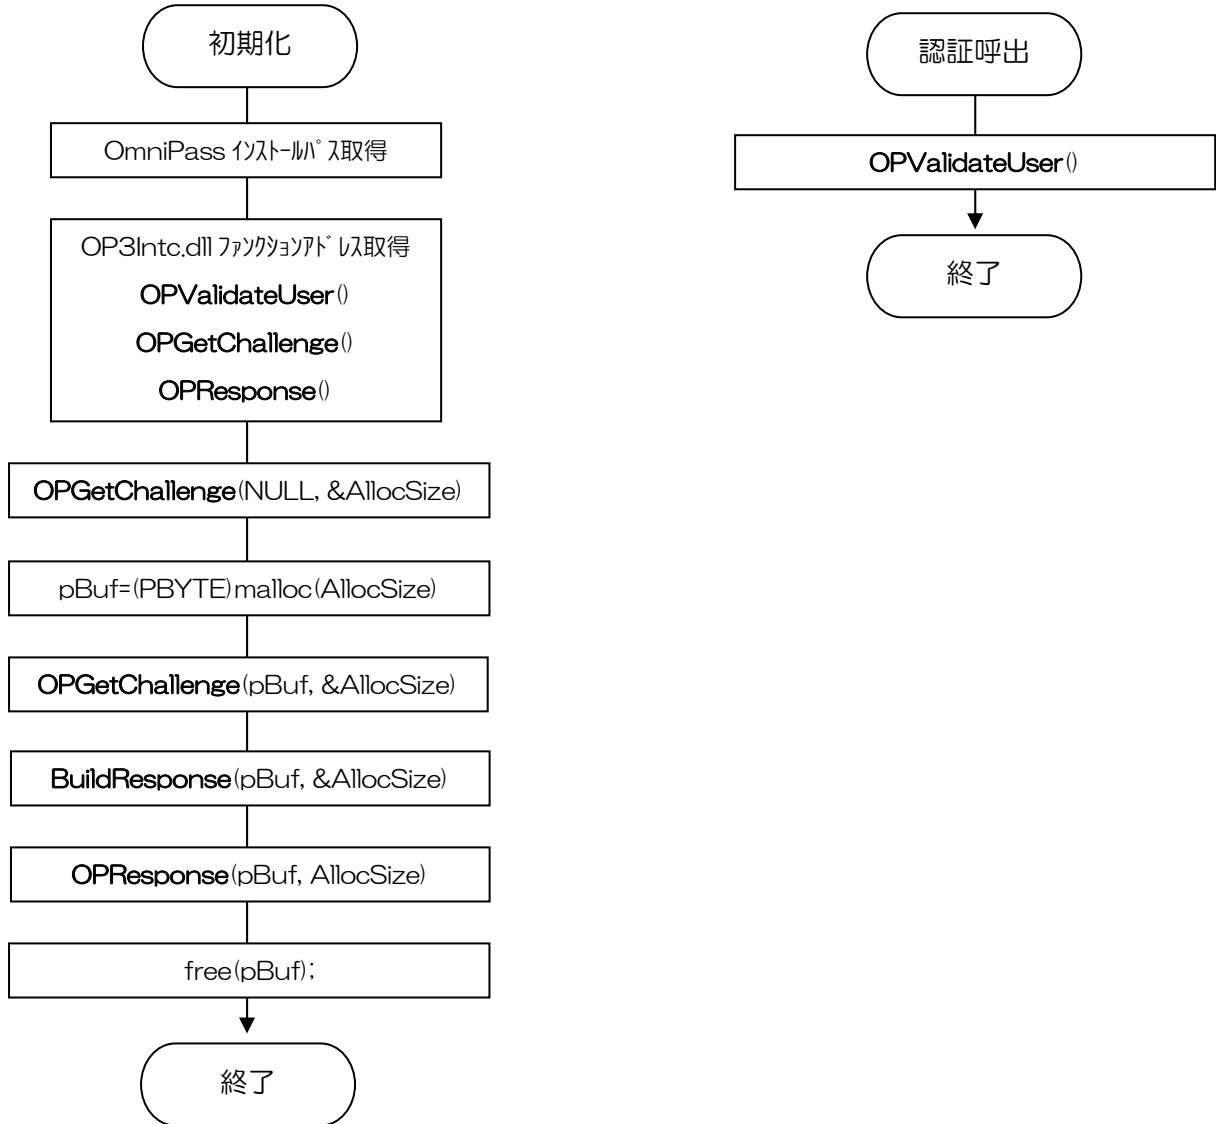 初期化
OmniPass ｲﾝｽﾄｰﾙﾊﾟｽ取得
OP3Intc.dll ﾌｧﾝｸｼｮﾝｱﾄﾞﾚｽ取得
OPValidateUser()
OPGetChallenge()
OPResponse()
OPGetChallenge(NULL, &AllocSize)
pBuf=(PBYTE)malloc(AllocSize)
OPGetChallenge(pBuf, &AllocSize)
BuildResponse(pBuf, &AllocSize)
OPResponse(pBuf, AllocSize)
free(pBuf);
終了
認証呼出
OPValidateUser()
終了